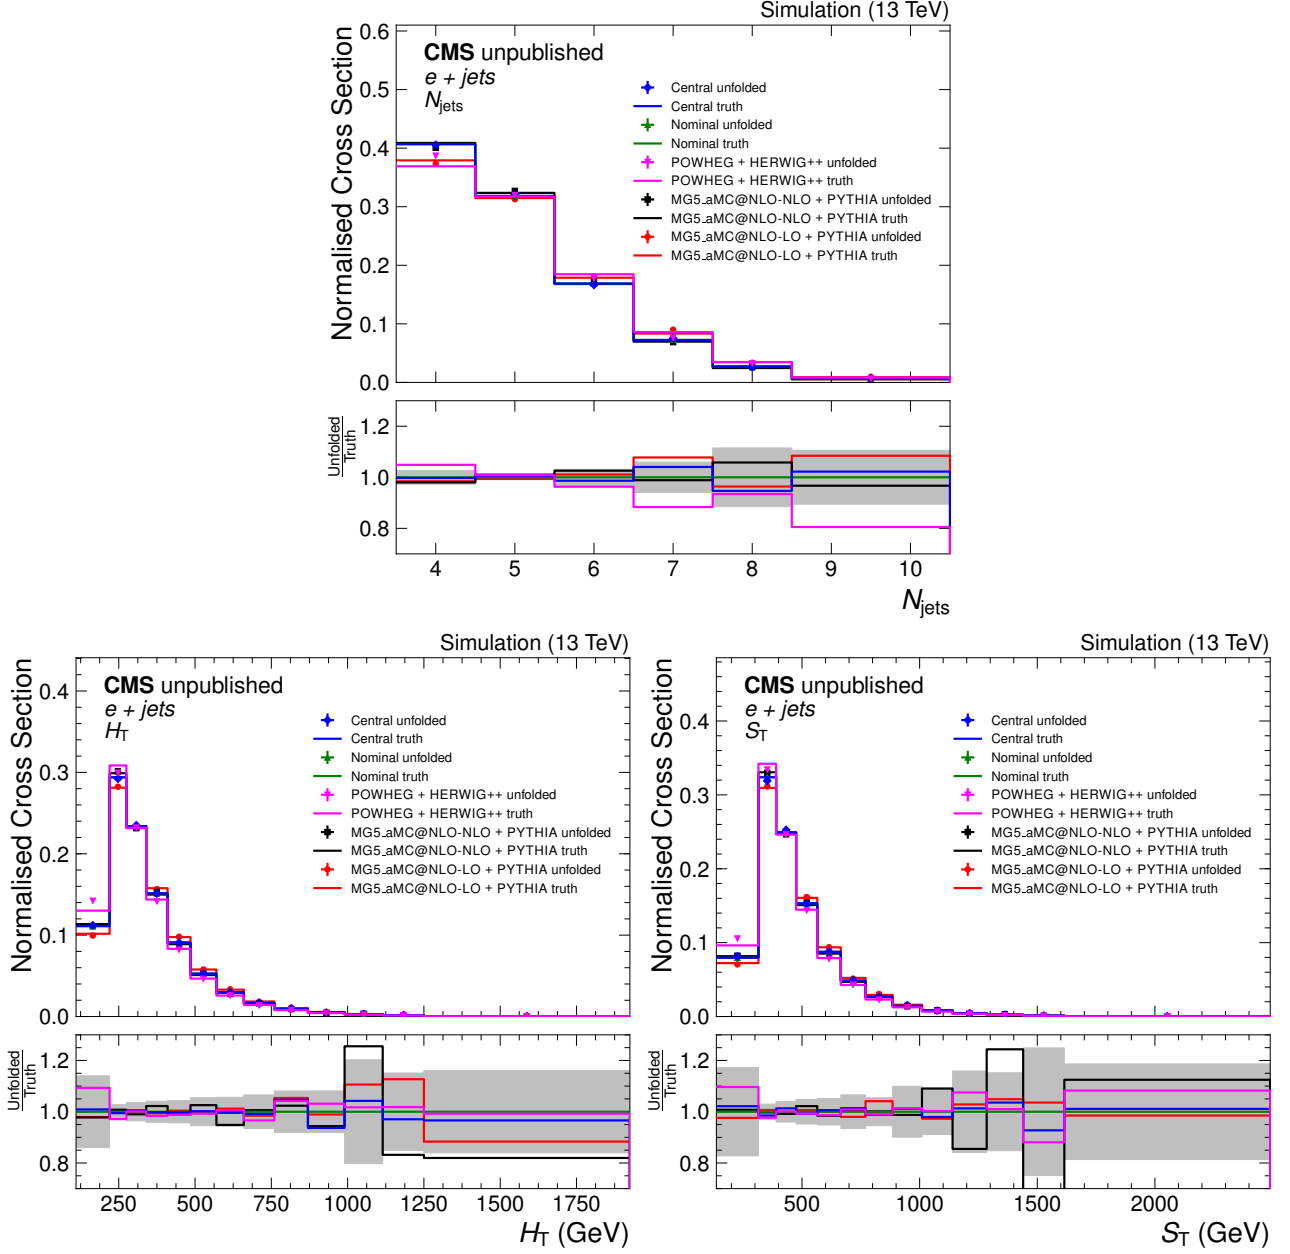 Simulation (13 TeV)
Normalised Cross Section
0.6
0.5
0.4
0.3
0.2
0.1
0.0
CMS unpublished
e + jets
Njets
Central unfolded
Central truth
Nominal unfolded
Nominal truth
POWHEG + HERWIG++ unfolded
POWHEG + HERWIG++ truth
MG5_aMC@NLO-NLO + PYTHIA unfolded
MG5_aMC@NLO-NLO + PYTHIA truth
MG5_aMC@NLO-LO + PYTHIA unfolded
MG5_aMC@NLO-LO + PYTHIA truth
Unfolded
Truth
1.2
1.0
0.8
4 5 6 7 8 9 10
Njets
Simulation (13 TeV)
Normalised Cross Section
0.4
0.3
0.2
0.1
0.0
CMS unpublished
e + jets
HT
Central unfolded
Central truth
Nominal unfolded
Nominal truth
POWHEG + HERWIG++ unfolded
POWHEG + HERWIG++ truth
MG5_aMC@NLO-NLO + PYTHIA unfolded
MG5_aMC@NLO-NLO + PYTHIA truth
MG5_aMC@NLO-LO + PYTHIA unfolded
MG5_aMC@NLO-LO + PYTHIA truth
Unfolded
Truth
1.2
1.0
0.8
250 500 750 1000 1250 1500 1750
HT (GeV)
Simulation (13 TeV)
Normalised Cross Section
0.4
0.3
0.2
0.1
0.0
CMS unpublished
e + jets
ST
Central unfolded
Central truth
Nominal unfolded
Nominal truth
POWHEG + HERWIG++ unfolded
POWHEG + HERWIG++ truth
MG5_aMC@NLO-NLO + PYTHIA unfolded
MG5_aMC@NLO-NLO + PYTHIA truth
MG5_aMC@NLO-LO + PYTHIA unfolded
MG5_aMC@NLO-LO + PYTHIA truth
Unfolded
Truth
1.2
1.0
0.8
500 1000 1500 2000
ST (GeV)